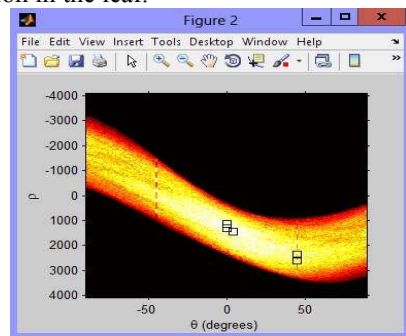 on in the leaf.
Figure 2
File Edit View Insert Tools Desktop Window Help
-4000
-3000
-2000
-1000
0
1000
2000
3000
4000
ρ
-50 0 50
θ (degrees)